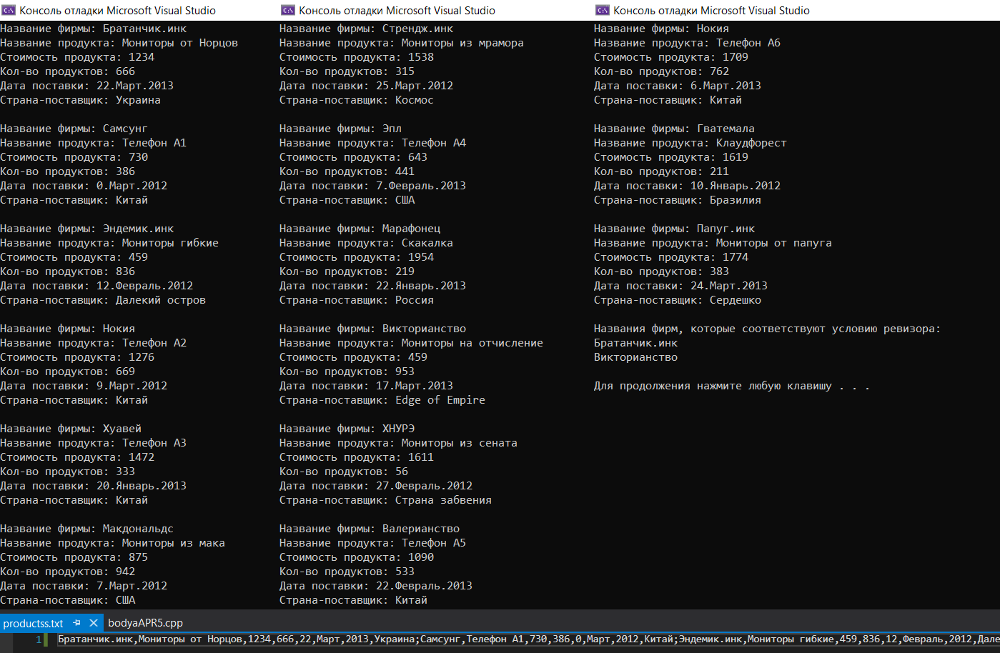 Консоль отладки Microsoft Visual Studio
Название фирмы: Братанчик.инк
Название продукта: Мониторы от Норцов
Стоимость продукта: 1234
Кол-во продуктов: 666
Дата поставки: 22.Март.2013
Страна-поставщик: Украина
Название фирмы: Самсунг
Название продукта: Телефон А1
Стоимость продукта: 730
Кол-во продуктов: 386
Дата поставки: 0.Март.2012
Страна-поставщик: Китай
Название фирмы: Эндемик.инк
Название продукта: Мониторы гибкие
Стоимость продукта: 459
Кол-во продуктов: 836
Дата поставки: 12.Февраль.2012
Страна-поставщик: Далекий остров
Название фирмы: Нокия
Название продукта: Телефон А2
Стоимость продукта: 1276
Кол-во продуктов: 669
Дата поставки: 9.Март.2012
Страна-поставщик: Китай
Название фирмы: Хуавей
Название продукта: Телефон А3
Стоимость продукта: 1472
Кол-во продуктов: 333
Дата поставки: 20.Январь.2013
Страна-поставщик: Китай
Название фирмы: Макдональдс
Название продукта: Мониторы из мака
Стоимость продукта: 875
Кол-во продуктов: 942
Дата поставки: 7.Март.2012
Страна-поставщик: США
Консоль отладки Microsoft Visual Studio
Название фирмы: Стрендж.инк
Название продукта: Мониторы из мрамора
Стоимость продукта: 1538
Кол-во продуктов: 315
Дата поставки: 25.Март.2012
Страна-поставщик: Космос
Название фирмы: Эпл
Название продукта: Телефон А4
Стоимость продукта: 643
Кол-во продуктов: 441
Дата поставки: 7.Февраль.2013
Страна-поставщик: США
Название фирмы: Марафонец
Название продукта: Скакалка
Стоимость продукта: 1954
Кол-во продуктов: 219
Дата поставки: 22.Январь.2013
Страна-поставщик: Россия
Название фирмы: Викторианство
Название продукта: Мониторы на отчисление
Стоимость продукта: 459
Кол-во продуктов: 953
Дата поставки: 17.Март.2013
Страна-поставщик: Edge of Empire
Название фирмы: ХНУРЭ
Название продукта: Мониторы из сената
Стоимость продукта: 1611
Кол-во продуктов: 56
Дата поставки: 27.Февраль.2012
Страна-поставщик: Страна забвения
Название фирмы: Валерианство
Название продукта: Телефон А5
Стоимость продукта: 1090
Кол-во продуктов: 533
Дата поставки: 22.Февраль.2013
Страна-поставщик: Китай
Консоль отладки Microsoft Visual Studio
Название фирмы: Нокия
Название продукта: Телефон А6
Стоимость продукта: 1709
Кол-во продуктов: 762
Дата поставки: 6.Март.2013
Страна-поставщик: Китай
Название фирмы: Гватемала
Название продукта: Клаудфорест
Стоимость продукта: 1619
Кол-во продуктов: 211
Дата поставки: 10.Январь.2012
Страна-поставщик: Бразилия
Название фирмы: Папуг.инк
Название продукта: Мониторы от папуга
Стоимость продукта: 1774
Кол-во продуктов: 383
Дата поставки: 24.Март.2013
Страна-поставщик: Сердешко
Названия фирм, которые соответствуют условию ревизора:
Братанчик.инк
Викторианство
Для продолжения нажмите любую клавишу . . .
productss.txt bodyaAPR5.cpp
1 Братанчик.инк,Мониторы от Норцов,1234,666,22,Март,2013,Украина;Самсунг,Телефон А1,730,386,0,Март,2012,Китай;Эндемик.инк,Мониторы гибкие,459,836,12,Февраль,2012,Дале